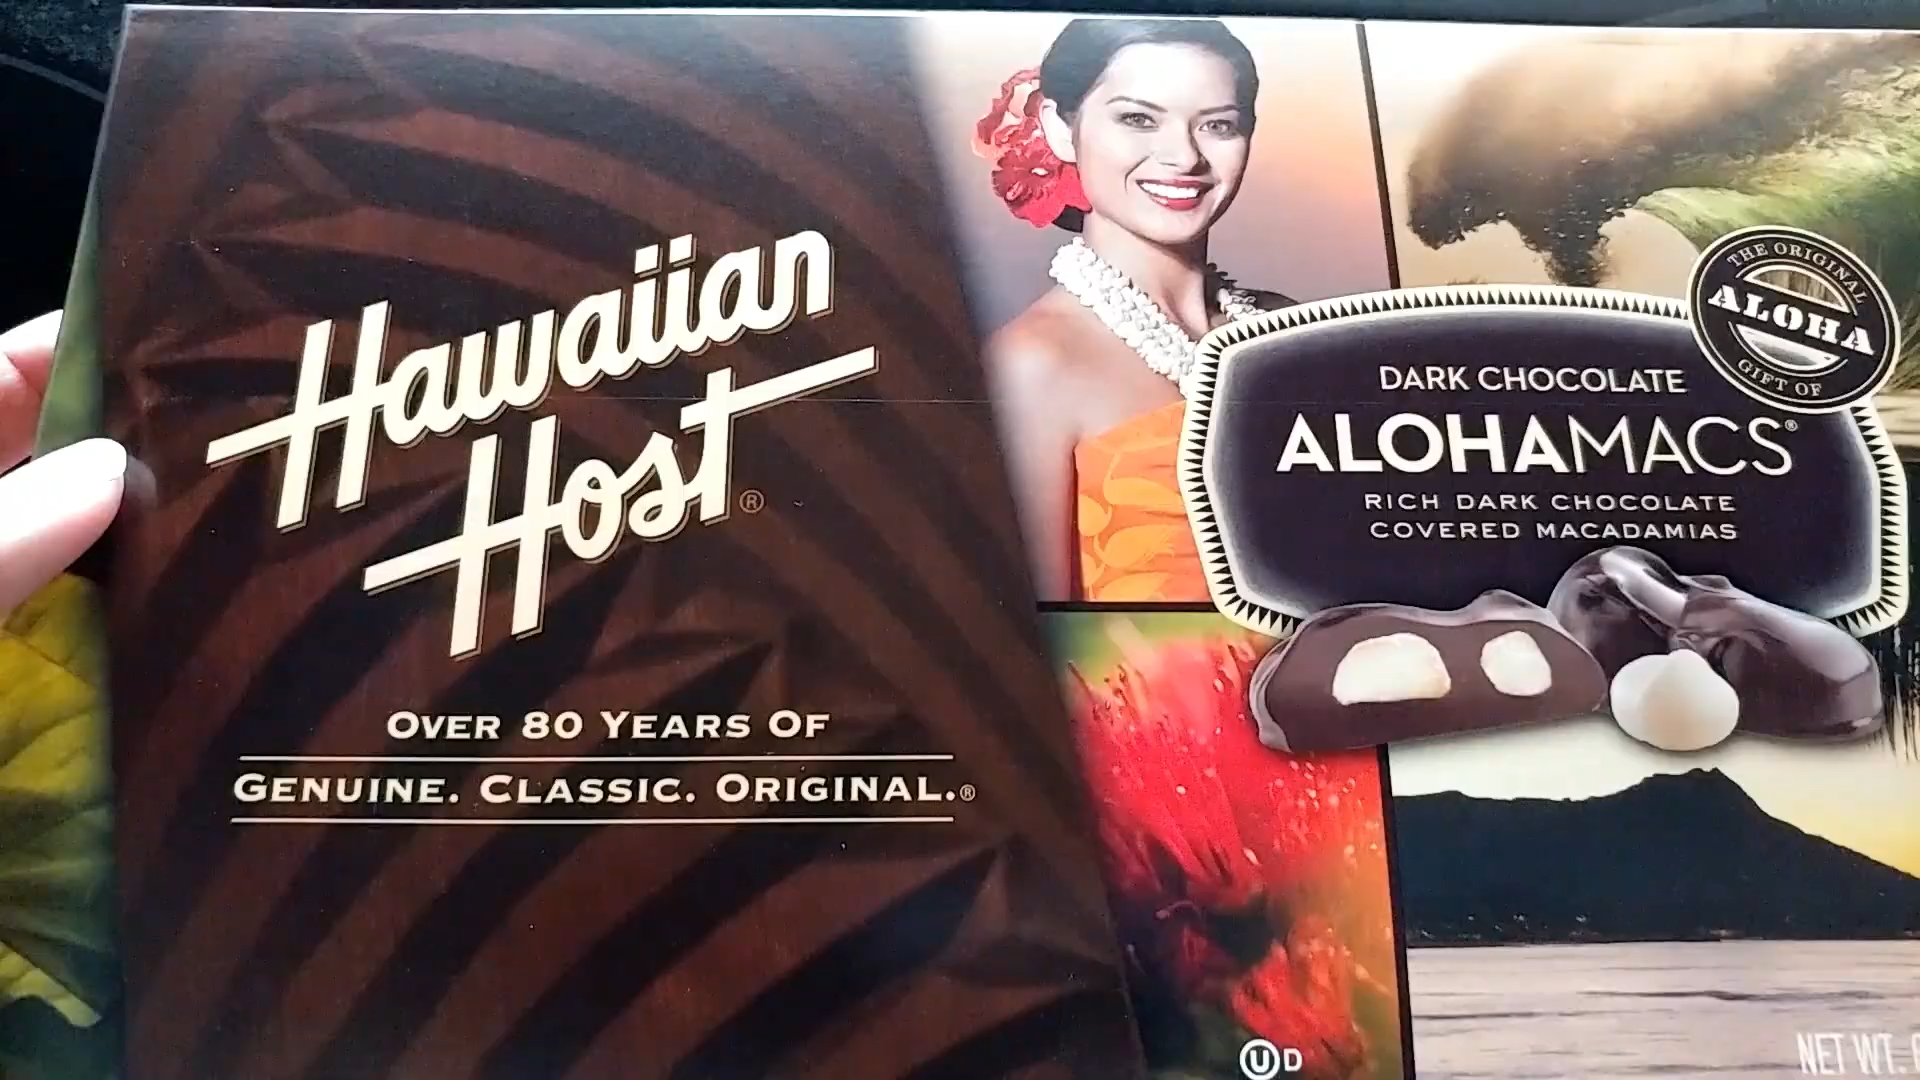 Hawaiian
Host®
OVER 80 YEARS OF
GENUINE. CLASSIC. ORIGINAL.®
THE ORIGINAL
ALOHA
GIFT OF
DARK CHOCOLATE
ALOHAMACS®
RICH DARK CHOCOLATE
COVERED MACADAMIAS
U D
NET WT.